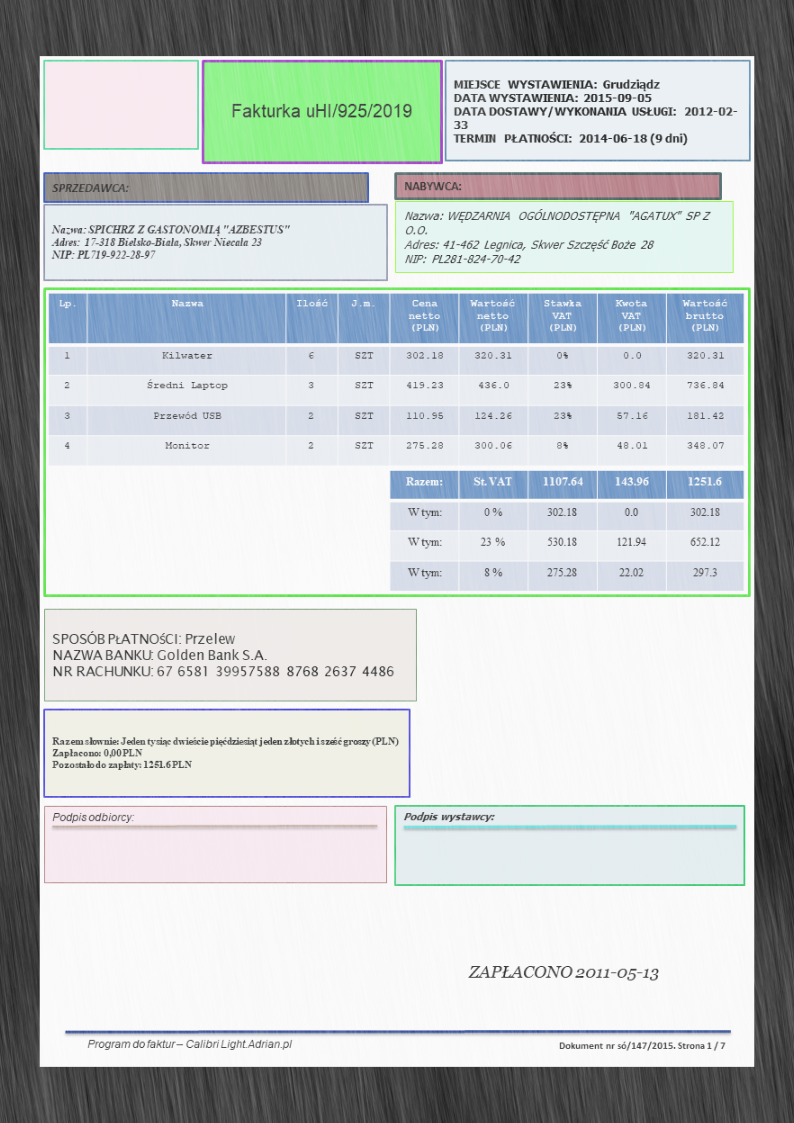 Fakturka uHI/925/2019
MIEJSCE WYSTAWIENIA: Grudziądz
DATA WYSTAWIENIA: 2015-09-05
DATA DOSTAWY/WYKONANIA USŁUGI: 2012-02-
33
TERMIN PŁATNOŚCI: 2014-06-18 (9 dni)
SPRZEDAWCA:
Nazwa: SPICHRZ Z GASTONOMIĄ "AZBESTUS"
Adres: 17-318 Bielsko-Biała, Skwer Niecała 23
NIP: PL719-922-28-97
NABYWCA:
Nazwa: WĘDZARNIA OGÓLNODOSTĘPNA "AGATUX" SP Z
O.O.
Adres: 41-462 Legnica, Skwer Szczęść Boże 28
NIP: PL281-824-70-42
Lp. Nazwa Ilość J.m. Cena netto (PLN) Wartość netto (PLN) Stawka VAT (PLN) Kwota VAT (PLN) Wartość brutto (PLN)
1 Kilwater 6 SZT 302.18 320.31 0% 0.0 320.31
2 Średni Laptop 3 SZT 419.23 436.0 23% 300.84 736.84
3 Przewód USB 2 SZT 110.95 124.26 23% 57.16 181.42
4 Monitor 2 SZT 275.28 300.06 8% 48.01 348.07
Razem: St. VAT 1107.64 143.96 1251.6
W tym: 0 % 302.18 0.0 302.18
W tym: 23 % 530.18 121.94 652.12
W tym: 8 % 275.28 22.02 297.3
SPOSÓB PŁATNOŚCI: Przelew
NAZWA BANKU: Golden Bank S.A.
NR RACHUNKU: 67 6581 39957588 8768 2637 4486
Razem słownie: Jeden tysiąc dwieście pięćdziesiąt jeden złotych i sześć groszy (PLN)
Zapłacono: 0,00 PLN
Pozostało do zapłaty: 1251.6 PLN
Podpis odbiorcy:
Podpis wystawcy:
ZAPŁACONO 2011-05-13
Program do faktur – Calibri Light.Adrian.pl
Dokument nr só/147/2015. Strona 1 / 7